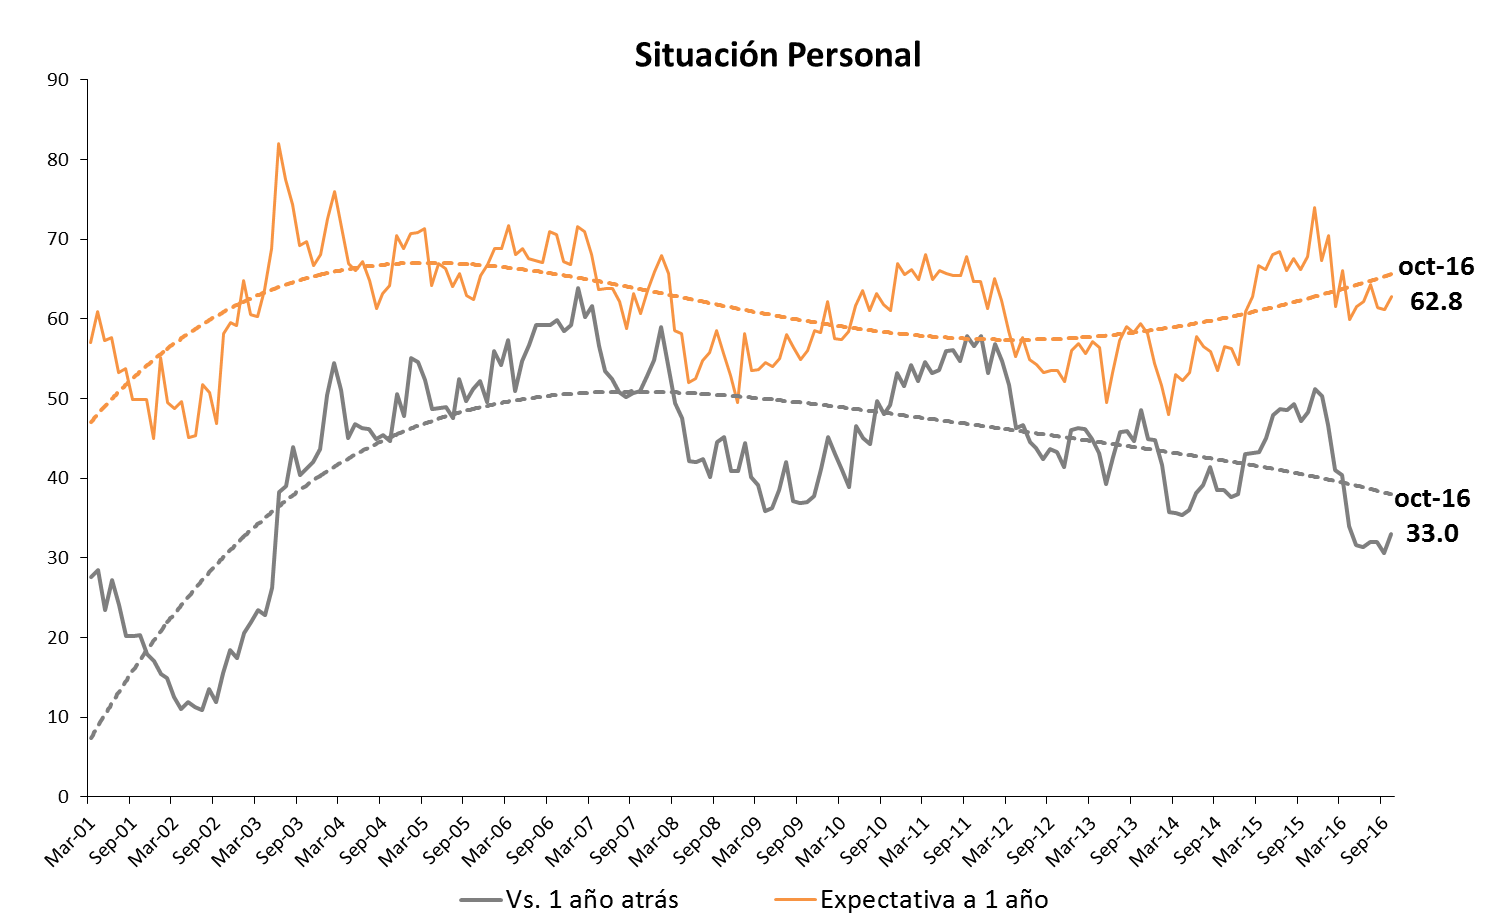 Situación Personal
90
80
70
60
50
40
30
20
10
0
oct-16
62.8
oct-16
33.0
Mar-01
Sep-01
Mar-02
Sep-02
Mar-03
Sep-03
Mar-04
Sep-04
Mar-05
Sep-05
Mar-06
Sep-06
Mar-07
Sep-07
Mar-08
Sep-08
Mar-09
Sep-09
Mar-10
Sep-10
Mar-11
Sep-11
Mar-12
Sep-12
Mar-13
Sep-13
Mar-14
Sep-14
Mar-15
Sep-15
Mar-16
Sep-16
Vs. 1 año atrás
Expectativa a 1 año